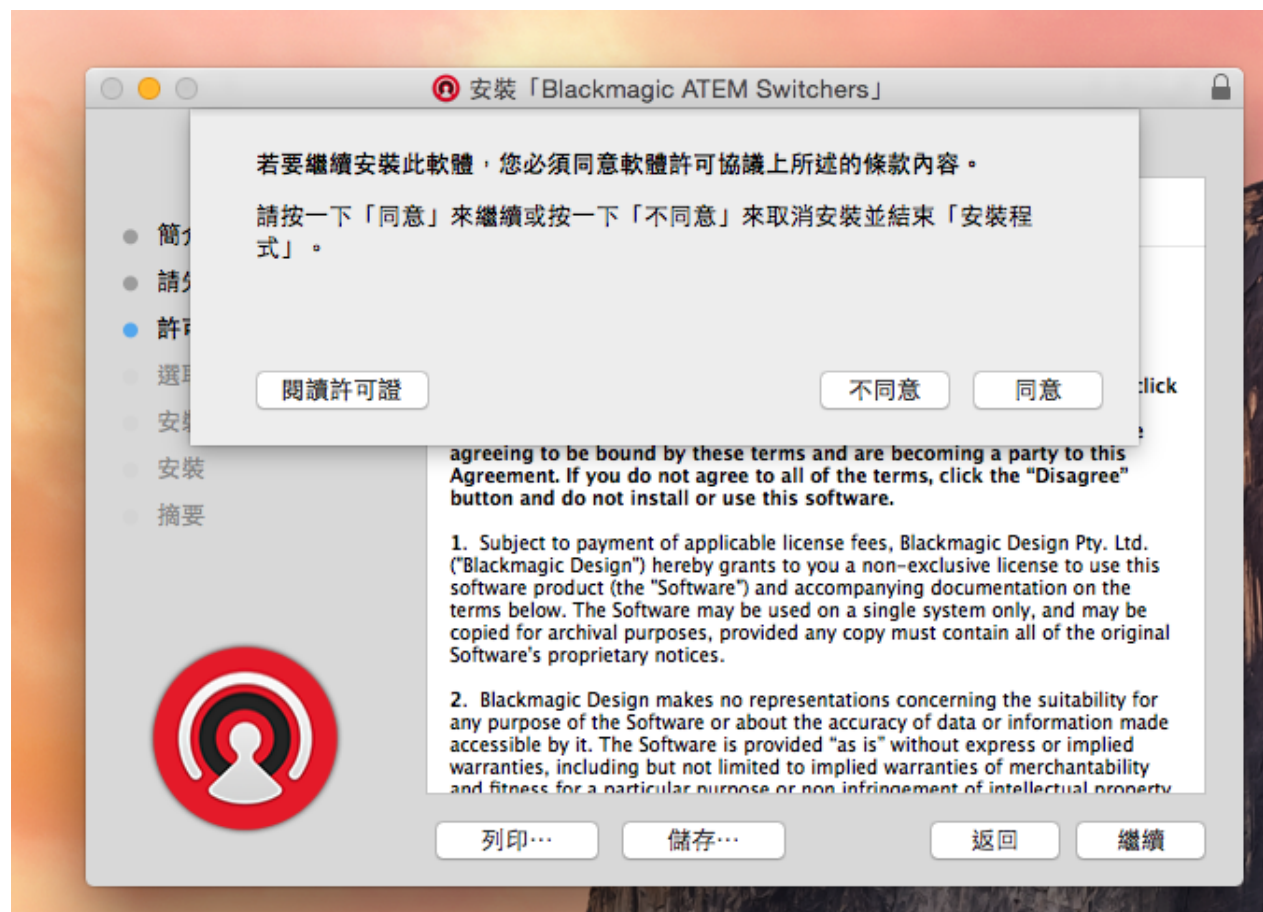 安裝「Blackmagic ATEM Switchers」
若要繼續安裝此軟體，您必須同意軟體許可協議上所述的條款內容。
請按一下「同意」來繼續或按一下「不同意」來取消安裝並結束「安裝程
式」。
閱讀許可證
不同意
同意
簡
請
許
選
安
安裝
摘要
click
agreeing to be bound by these terms and are becoming a party to this
Agreement. If you do not agree to all of the terms, click the “Disagree”
button and do not install or use this software.
1. Subject to payment of applicable license fees, Blackmagic Design Pty. Ltd.
("Blackmagic Design") hereby grants to you a non-exclusive license to use this
software product (the "Software") and accompanying documentation on the
terms below. The Software may be used on a single system only, and may be
copied for archival purposes, provided any copy must contain all of the original
Software's proprietary notices.
2. Blackmagic Design makes no representations concerning the suitability for
any purpose of the Software or about the accuracy of data or information made
accessible by it. The Software is provided “as is” without express or implied
warranties, including but not limited to implied warranties of merchantability
and fitness for a particular purpose or non infringement of intellectual property
列印…
儲存…
返回
繼續